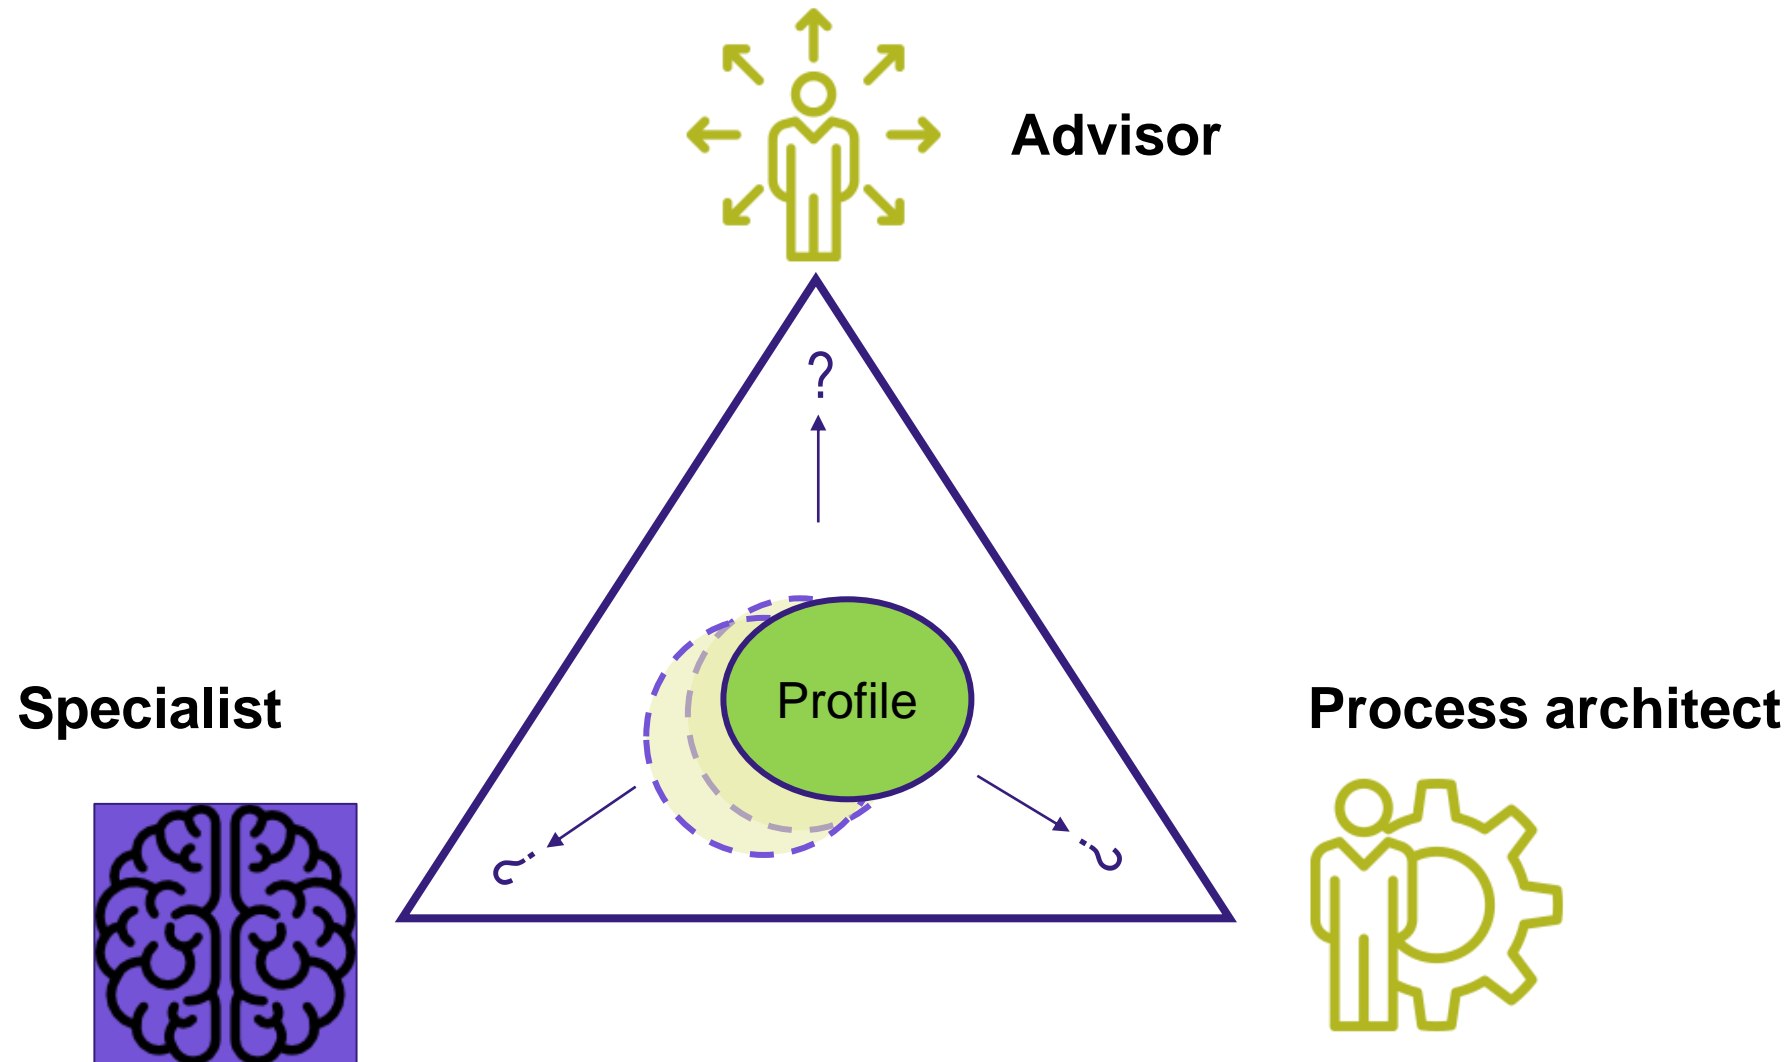 Advisor
?
Specialist
Profile
Process architect
?
?